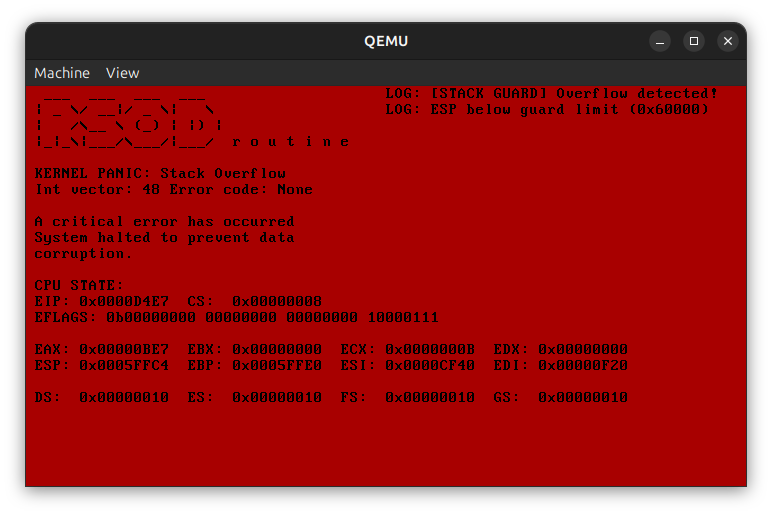 QEMU
Machine View
LOG: [STACK GUARD] Overflow detected!
LOG: ESP below guard limit (0x60000)
RSOD routine
KERNEL PANIC: Stack Overflow
Int vector: 48 Error code: None
A critical error has occurred
System halted to prevent data
corruption.
CPU STATE:
EIP: 0x0000D4E7 CS: 0x00000008
EFLAGS: 0b00000000 00000000 00000000 10000111
EAX: 0x00000BE7 EBX: 0x00000000 ECX: 0x0000000B EDX: 0x00000000
ESP: 0x0005FFC4 EBP: 0x0005FFE0 ESI: 0x0000CF40 EDI: 0x00000F20
DS: 0x00000010 ES: 0x00000010 FS: 0x00000010 GS: 0x00000010